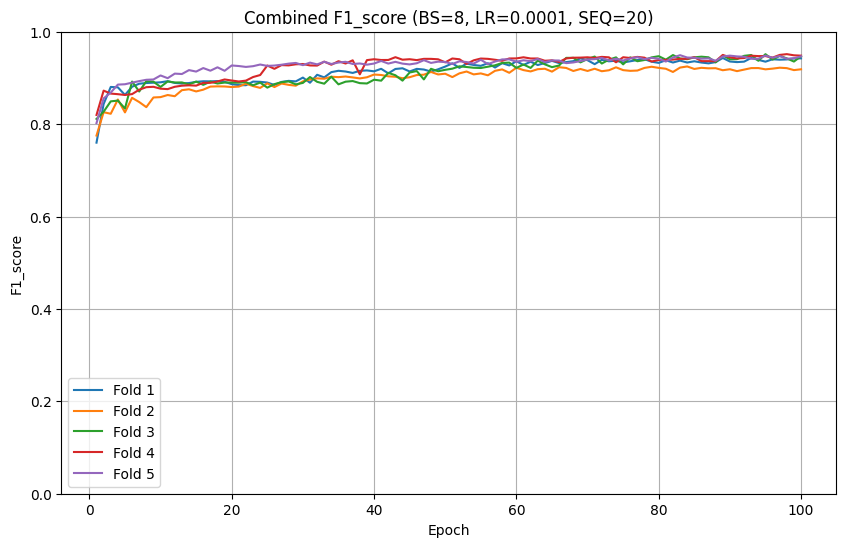 Combined F1_score (BS=8, LR=0.0001, SEQ=20)
1.0
0.8
0.6
0.4
0.2
0.0
F1_score
Fold 1
Fold 2
Fold 3
Fold 4
Fold 5
0 20 40 60 80 100
Epoch